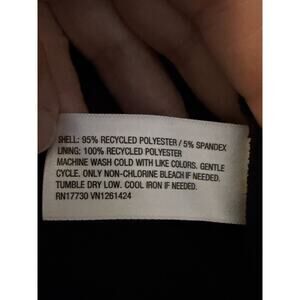 SHELL: 95% RECYCLED POLYESTER / 5% SPANDEX
LINING: 100% RECYCLED POLYESTER
MACHINE WASH COLD WITH LIKE COLORS. GENTLE
CYCLE. ONLY NON-CHLORINE BLEACH IF NEEDED.
TUMBLE DRY LOW. COOL IRON IF NEEDED.
RN17730 VN1261424